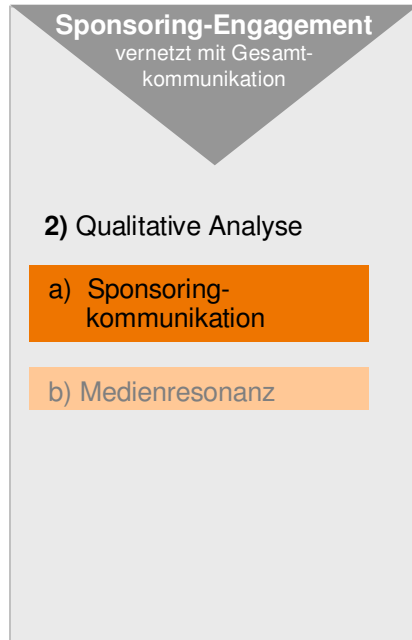 Sponsoring-Engagement
vernetzt mit Gesamt-
kommunikation
2) Qualitative Analyse
a) Sponsoring-
kommunikation
b) Medienresonanz